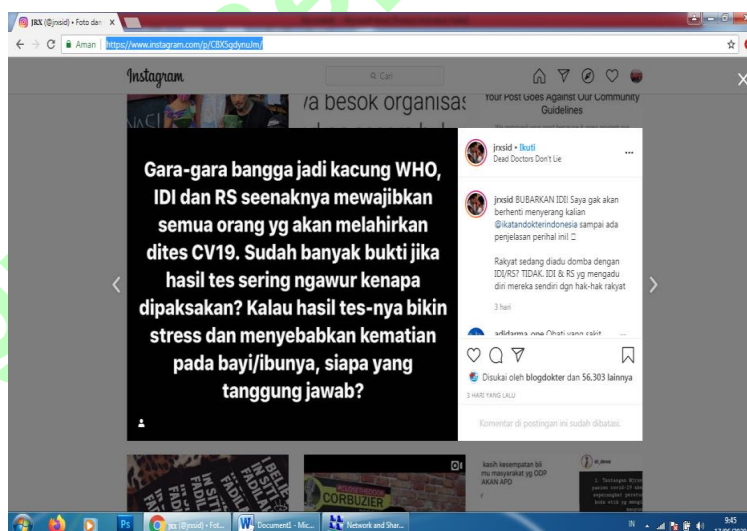 JRX (@jrxsid) • Foto dan
Aman
https://www.instagram.com/p/CBX5gdynuJm/
Instagram
Cari
/a besok organisas
Your Post Goes Against Our Community
Guidelines
Gara-gara bangga jadi kacung WHO,
IDI dan RS seenaknya mewajibkan
semua orang yg akan melahirkan
dites CV19. Sudah banyak bukti jika
hasil tes sering ngawur kenapa
dipaksakan? Kalau hasil tes-nya bikin
stress dan menyebabkan kematian
pada bayi/ibunya, siapa yang
tanggung jawab?
jrxsid • Ikuti
Dead Doctors Don't Lie
jrxsid BUBARKAN IDI! Saya gak akan
berhenti menyerang kalian
@ikatandokterindonesia sampai ada
penjelasan perihal ini!
Rakyat sedang diadu domba dengan
IDI/RS? TIDAK. IDI & RS yg mengadu
diri mereka sendiri dgn hak-hak rakyat
3 hari
adidarma_one Obati yang sakit
Disukai oleh blogdokter dan 56,303 lainnya
3 HARI YANG LALU
Komentar di postingan ini sudah dibatasi.
CORBUZIER
kasih kesempatan bli
mu masyarakat yg ODP
AKAN APD
JRX (@jrxsid) • Fot...
Document1 - Mic...
Network and Shar...
IN
9:45